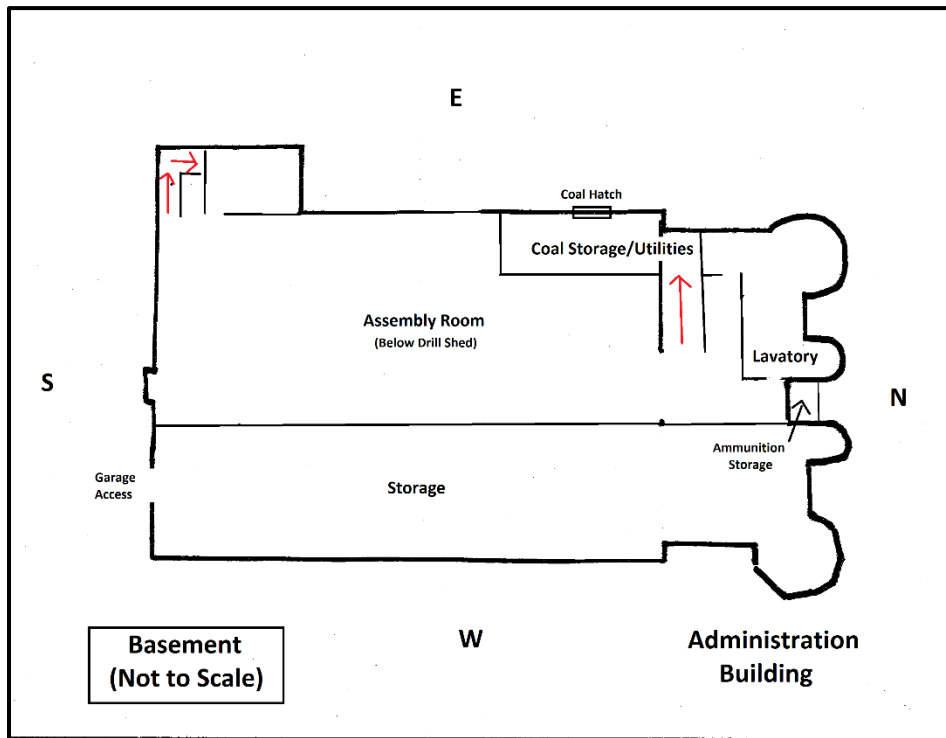 E
Coal Hatch
Coal Storage/Utilities
Assembly Room
(Below Drill Shed)
Lavatory
S
N
Ammunition
Storage
Garage
Access
Storage
Basement
(Not to Scale)
W
Administration
Building